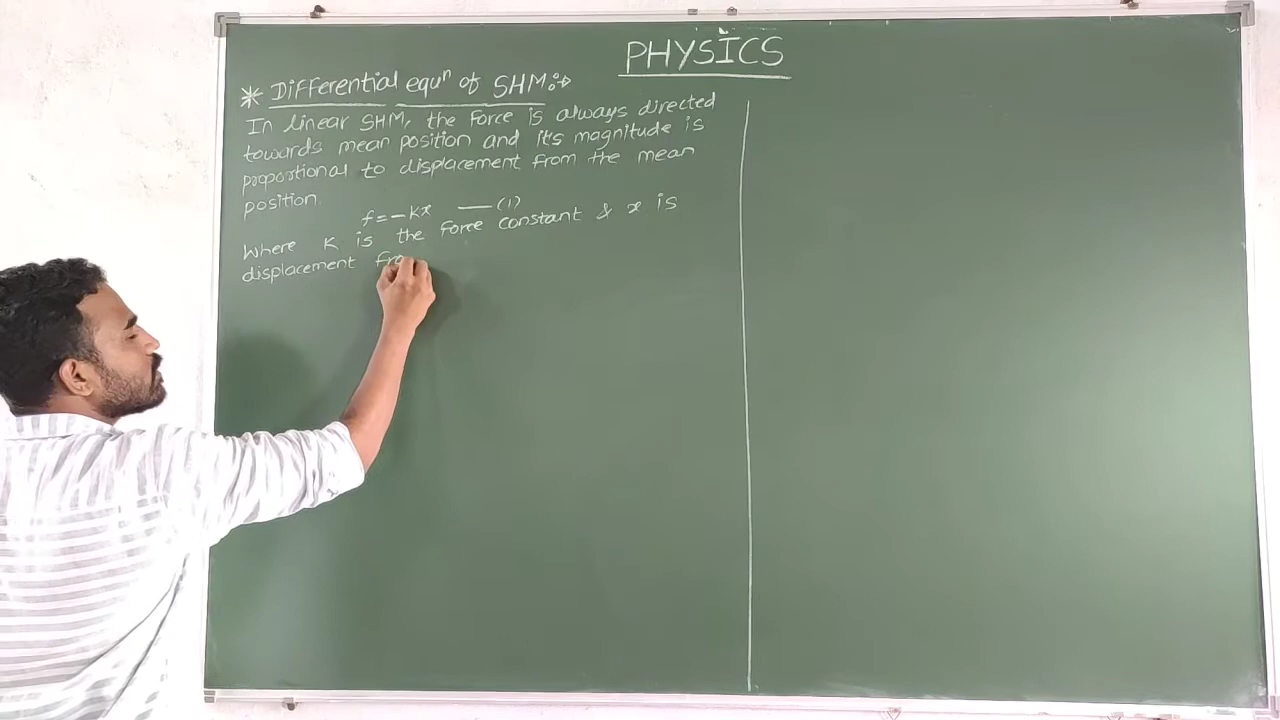 PHYSICS
* Differential equⁿ of SHM:→
In linear SHM, the force is always directed
towards mean position and it's magnitude is
proportional to displacement from the mean
position.
f = -kx —(1)
Where k is the force constant & x is
displacement fro